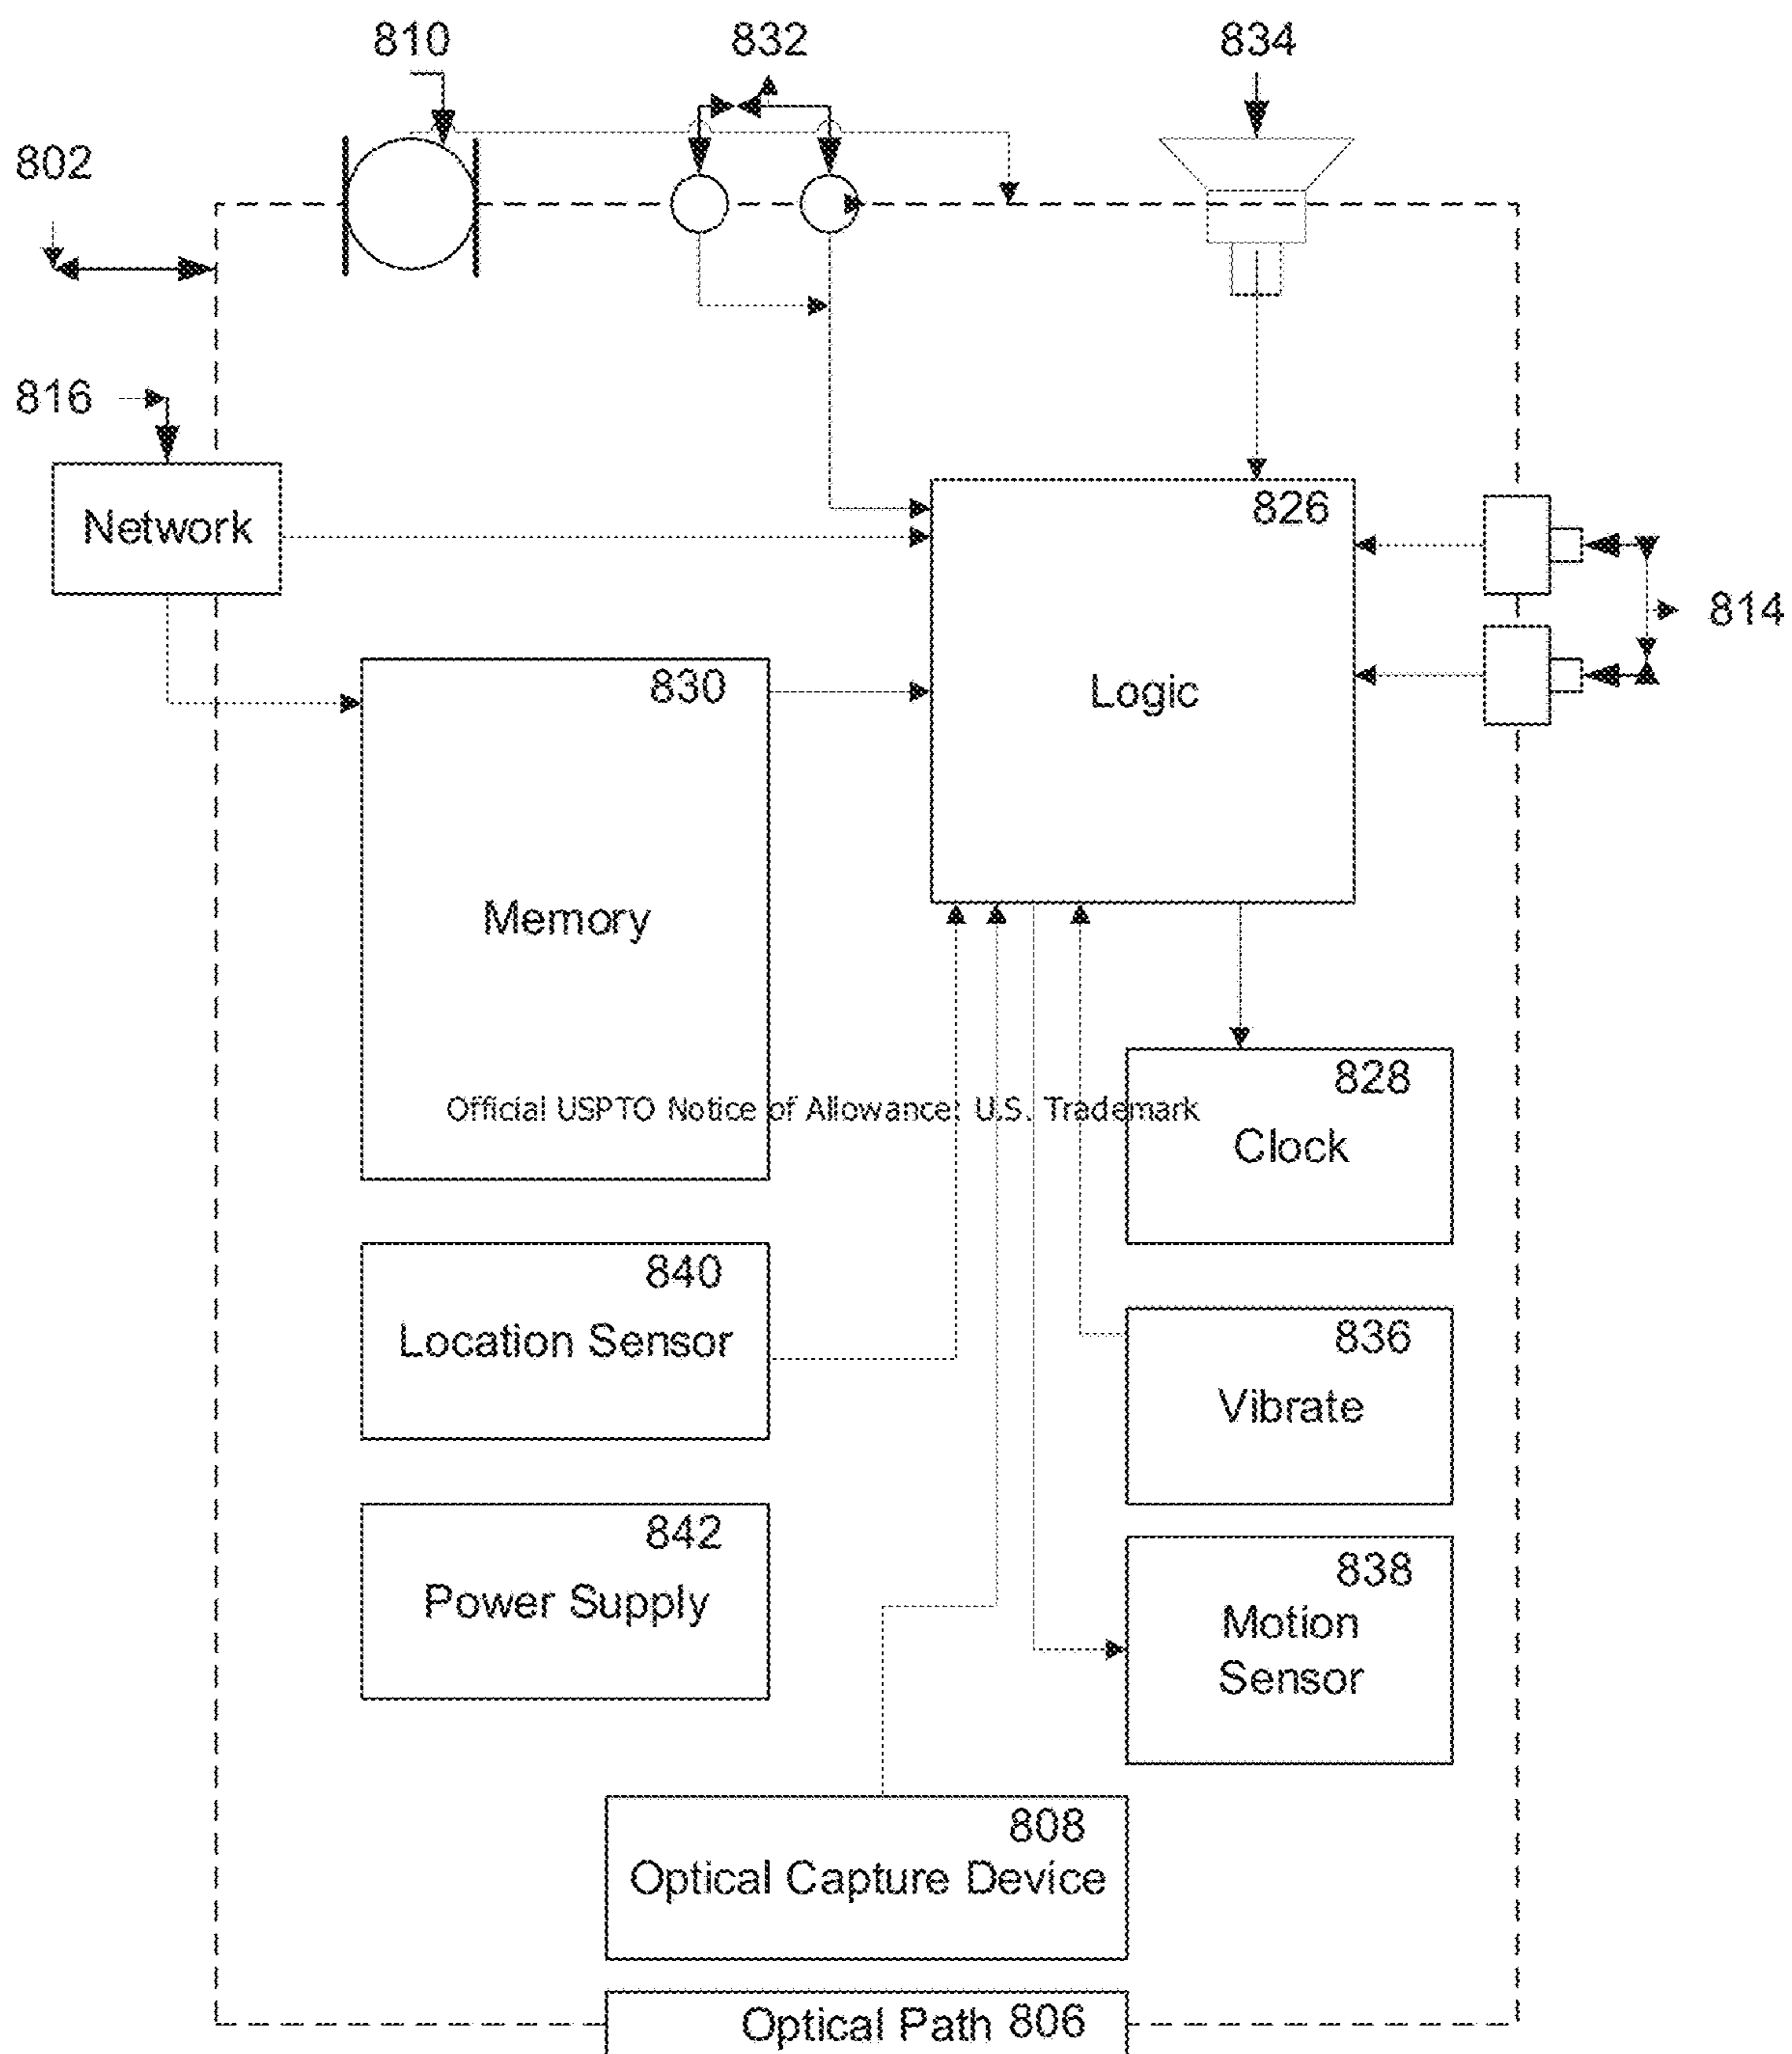 810 832 834
802
816
Network
826
814
Logic
830
Memory
828
Official USPTO Notice of Allowance: U.S. Trademark
Clock
840
Location Sensor
836
Vibrate
842
Power Supply
838
Motion
Sensor
808
Optical Capture Device
Optical Path 806